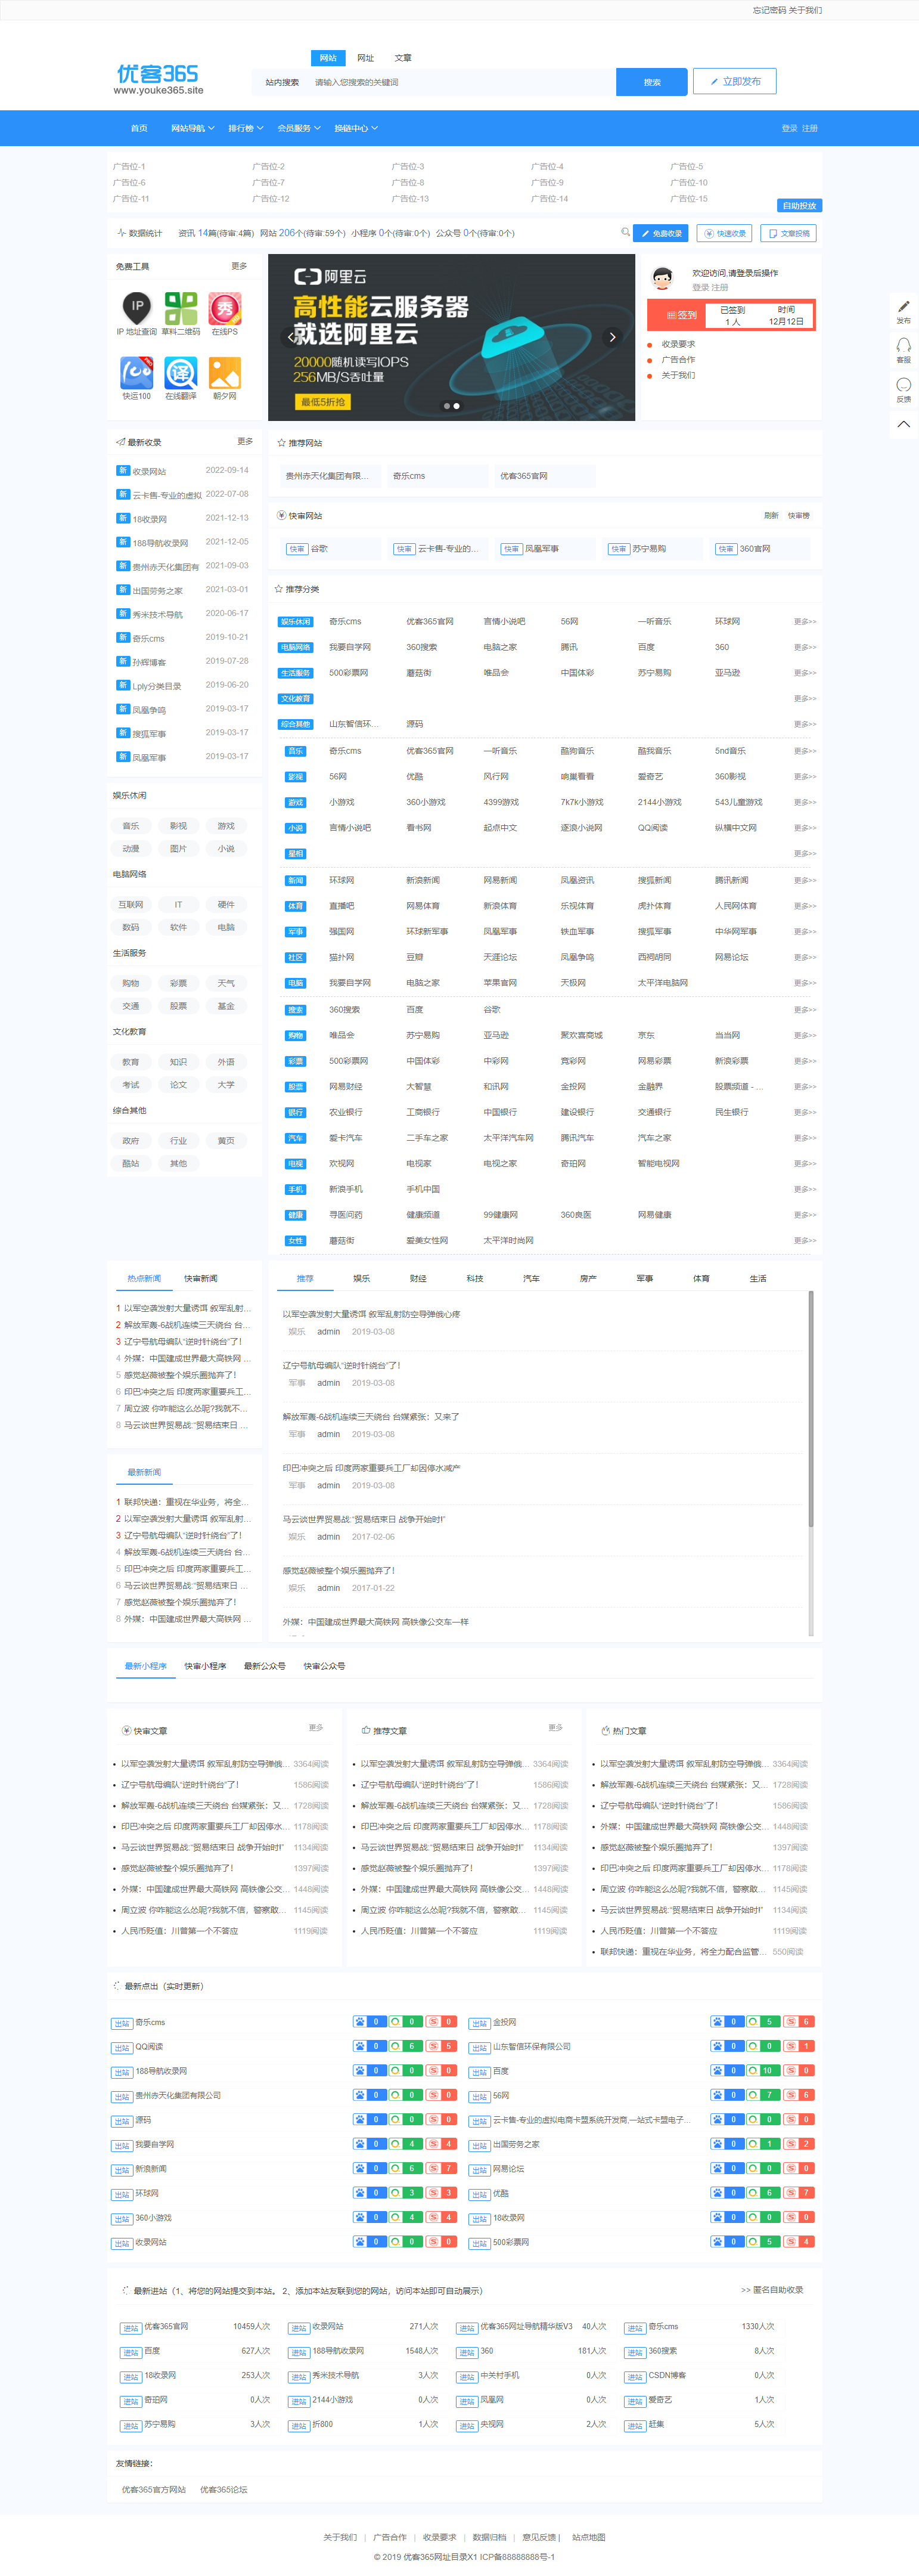 忘记密码 关于我们
网站 网址 文章
优客365
www.youke365.site
站内搜索 请输入您搜索的关键词 搜索 立即发布
首页 网站导航 排行榜 会员服务 换链中心 登录 注册
广告位-1 广告位-2 广告位-3 广告位-4 广告位-5
广告位-6 广告位-7 广告位-8 广告位-9 广告位-10
广告位-11 广告位-12 广告位-13 广告位-14 广告位-15
自助投放
数据统计 资讯 14篇(待审:4篇) 网站 206个(待审:59个) 小程序 0个(待审:0个) 公众号 0个(待审:0个) 免费收录 快速收录 文章投稿
免费工具 更多
IP 地址查询 草料二维码 在线PS
快运100 在线翻译 朝夕网
阿里云
高性能云服务器
就选阿里云
20000随机读写IOPS
256MB/S吞吐量
最低5折抢
欢迎访问,请登录后操作
登录 注册
签到 已签到 1 人 时间 12月12日
收录要求
广告合作
关于我们
发布
客服
反馈
最新收录 更多
新 收录网站 2022-09-14
新 云卡售-专业的虚拟 2022-07-08
新 18收录网 2021-12-13
新 188导航收录网 2021-12-05
新 贵州赤天化集团有 2021-09-03
新 出国劳务之家 2021-03-01
新 秀米技术导航 2020-06-17
新 奇乐cms 2019-10-21
新 孙辉博客 2019-07-28
新 Lply分类目录 2019-06-20
新 凤凰争鸣 2019-03-17
新 搜狐军事 2019-03-17
新 凤凰军事 2019-03-17
娱乐休闲
音乐 影视 游戏
动漫 图片 小说
电脑网络
互联网 IT 硬件
数码 软件 电脑
生活服务
购物 彩票 天气
交通 股票 基金
文化教育
教育 知识 外语
考试 论文 大学
综合其他
政府 行业 黄页
酷站 其他
推荐网站
贵州赤天化集团有限... 奇乐cms 优客365官网
快审网站 刷新 快审榜
快审 谷歌 快审 云卡售-专业的... 快审 凤凰军事 快审 苏宁易购 快审 360官网
推荐分类
娱乐休闲 奇乐cms 优客365官网 言情小说吧 56网 一听音乐 环球网 更多>>
电脑网络 我要自学网 360搜索 电脑之家 腾讯 百度 360 更多>>
生活服务 500彩票网 蘑菇街 唯品会 中国体彩 苏宁易购 亚马逊 更多>>
文化教育 更多>>
综合其他 山东智信环... 源码 更多>>
音乐 奇乐cms 优客365官网 一听音乐 酷狗音乐 酷我音乐 5nd音乐 更多>>
影视 56网 优酷 风行网 响巢看看 爱奇艺 360影视 更多>>
游戏 小游戏 360小游戏 4399游戏 7k7k小游戏 2144小游戏 543儿童游戏 更多>>
小说 言情小说吧 看书网 起点中文 逐浪小说网 QQ阅读 纵横中文网 更多>>
星相 更多>>
新闻 环球网 新浪新闻 网易新闻 凤凰资讯 搜狐新闻 腾讯新闻 更多>>
体育 直播吧 网易体育 新浪体育 乐视体育 虎扑体育 人民网体育 更多>>
军事 强国网 环球新军事 凤凰军事 铁血军事 搜狐军事 中华网军事 更多>>
社区 猫扑网 豆瓣 天涯论坛 凤凰争鸣 西祠胡同 网易论坛 更多>>
电脑 我要自学网 电脑之家 苹果官网 天极网 太平洋电脑网 更多>>
搜索 360搜索 百度 谷歌 更多>>
购物 唯品会 苏宁易购 亚马逊 聚欢喜商城 京东 当当网 更多>>
彩票 500彩票网 中国体彩 中彩网 竞彩网 网易彩票 新浪彩票 更多>>
股票 网易财经 大智慧 和讯网 金投网 金融界 股票频道 - ... 更多>>
银行 农业银行 工商银行 中国银行 建设银行 交通银行 民生银行 更多>>
汽车 爱卡汽车 二手车之家 太平洋汽车网 腾讯汽车 汽车之家 更多>>
电视 欢视网 电视家 电视之家 奇珀网 智能电视网 更多>>
手机 新浪手机 手机中国 更多>>
健康 寻医问药 健康频道 99健康网 360良医 网易健康 更多>>
女性 蘑菇街 爱美女性网 太平洋时尚网 更多>>
热点新闻 快审新闻
1 以军空袭发射大量诱饵 叙军乱射...
2 解放军轰-6战机连续三天绕台 台...
3 辽宁号航母编队“逆时针绕台”了!
4 外媒：中国建成世界最大高铁网 ...
5 感觉赵薇被整个娱乐圈抛弃了!
6 印巴冲突之后 印度两家重要兵工...
7 周立波 你咋能这么怂呢?我就不...
8 马云谈世界贸易战:“贸易结束日 ...
最新新闻
1 联邦快递：重视在华业务，将全...
2 以军空袭发射大量诱饵 叙军乱射...
3 辽宁号航母编队“逆时针绕台”了!
4 解放军轰-6战机连续三天绕台 台...
5 印巴冲突之后 印度两家重要兵工...
6 马云谈世界贸易战:“贸易结束日 ...
7 感觉赵薇被整个娱乐圈抛弃了!
8 外媒：中国建成世界最大高铁网 ...
推荐 娱乐 财经 科技 汽车 房产 军事 体育 生活
以军空袭发射大量诱饵 叙军乱射防空导弹俄心疼
娱乐 admin 2019-03-08
辽宁号航母编队“逆时针绕台”了!
军事 admin 2019-03-08
解放军轰-6战机连续三天绕台 台媒紧张：又来了
军事 admin 2019-03-08
印巴冲突之后 印度两家重要兵工厂却因停水减产
军事 admin 2019-03-08
马云谈世界贸易战:“贸易结束日 战争开始时!”
娱乐 admin 2017-02-06
感觉赵薇被整个娱乐圈抛弃了!
娱乐 admin 2017-01-22
外媒：中国建成世界最大高铁网 高铁像公交车一样
最新小程序 快审小程序 最新公众号 快审公众号
快审文章 更多
以军空袭发射大量诱饵 叙军乱射防空导弹俄... 3364阅读
辽宁号航母编队“逆时针绕台”了! 1586阅读
解放军轰-6战机连续三天绕台 台媒紧张：又... 1728阅读
印巴冲突之后 印度两家重要兵工厂却因停水... 1178阅读
马云谈世界贸易战:“贸易结束日 战争开始时!” 1134阅读
感觉赵薇被整个娱乐圈抛弃了! 1397阅读
外媒：中国建成世界最大高铁网 高铁像公交... 1448阅读
周立波 你咋能这么怂呢?我就不信，警察敢... 1145阅读
人民币贬值：川普第一个不答应 1119阅读
推荐文章 更多
以军空袭发射大量诱饵 叙军乱射防空导弹俄... 3364阅读
辽宁号航母编队“逆时针绕台”了! 1586阅读
解放军轰-6战机连续三天绕台 台媒紧张：又... 1728阅读
印巴冲突之后 印度两家重要兵工厂却因停水... 1178阅读
马云谈世界贸易战:“贸易结束日 战争开始时!” 1134阅读
感觉赵薇被整个娱乐圈抛弃了! 1397阅读
外媒：中国建成世界最大高铁网 高铁像公交... 1448阅读
周立波 你咋能这么怂呢?我就不信，警察敢... 1145阅读
人民币贬值：川普第一个不答应 1119阅读
热门文章
以军空袭发射大量诱饵 叙军乱射防空导弹俄... 3364阅读
解放军轰-6战机连续三天绕台 台媒紧张：又... 1728阅读
辽宁号航母编队“逆时针绕台”了! 1586阅读
外媒：中国建成世界最大高铁网 高铁像公交... 1448阅读
感觉赵薇被整个娱乐圈抛弃了! 1397阅读
印巴冲突之后 印度两家重要兵工厂却因停水... 1178阅读
周立波 你咋能这么怂呢?我就不信，警察敢... 1145阅读
马云谈世界贸易战:“贸易结束日 战争开始时!” 1134阅读
人民币贬值：川普第一个不答应 1119阅读
联邦快递：重视在华业务，将全力配合监管... 550阅读
最新点出（实时更新）
出站 奇乐cms 0 0 0 出站 金投网 0 5 6
出站 QQ阅读 0 6 5 出站 山东智信环保有限公司 0 0 1
出站 188导航收录网 0 0 0 出站 百度 0 10 0
出站 贵州赤天化集团有限公司 0 0 0 出站 56网 0 7 6
出站 源码 0 0 0 出站 云卡售-专业的虚拟电商卡盟系统开发商,一站式卡盟电子... 0 0 0
出站 我要自学网 0 4 4 出站 出国劳务之家 0 1 2
出站 新浪新闻 0 6 7 出站 网易论坛 0 0 0
出站 环球网 0 3 3 出站 优酷 0 6 7
出站 360小游戏 0 4 4 出站 18收录网 0 0 0
出站 收录网站 0 0 0 出站 500彩票网 0 5 4
最新进站（1、将您的网站提交到本站。 2、添加本站友联到您的网站，访问本站即可自动展示） >> 匿名自助收录
进站 优客365官网 10459人次 进站 收录网站 271人次 进站 优客365网址导航精华版V3 40人次 进站 奇乐cms 1330人次
进站 百度 627人次 进站 188导航收录网 1548人次 进站 360 181人次 进站 360搜素 8人次
进站 18收录网 253人次 进站 秀米技术导航 3人次 进站 中关村手机 0人次 进站 CSDN博客 0人次
进站 奇珀网 0人次 进站 2144小游戏 0人次 进站 凤凰网 0人次 进站 爱奇艺 1人次
进站 苏宁易购 3人次 进站 折800 1人次 进站 央视网 2人次 进站 赶集 5人次
友情链接：
优客365官方网站 优客365论坛
关于我们 | 广告合作 | 收录要求 | 数据归档 | 意见反馈 | 站点地图
© 2019 优客365网址目录X1 ICP备88888888号-1